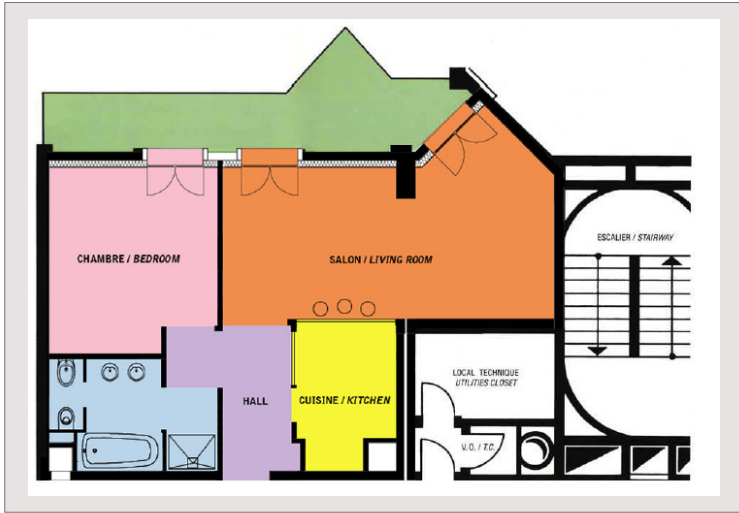 ESCALIER / STAIRWAY
CHAMBRE / BEDROOM
SALON / LIVING ROOM
LOCAL TECHNIQUE
UTILITIES CLOSET
HALL
CUISINE / KITCHEN
V.O. / T.C.